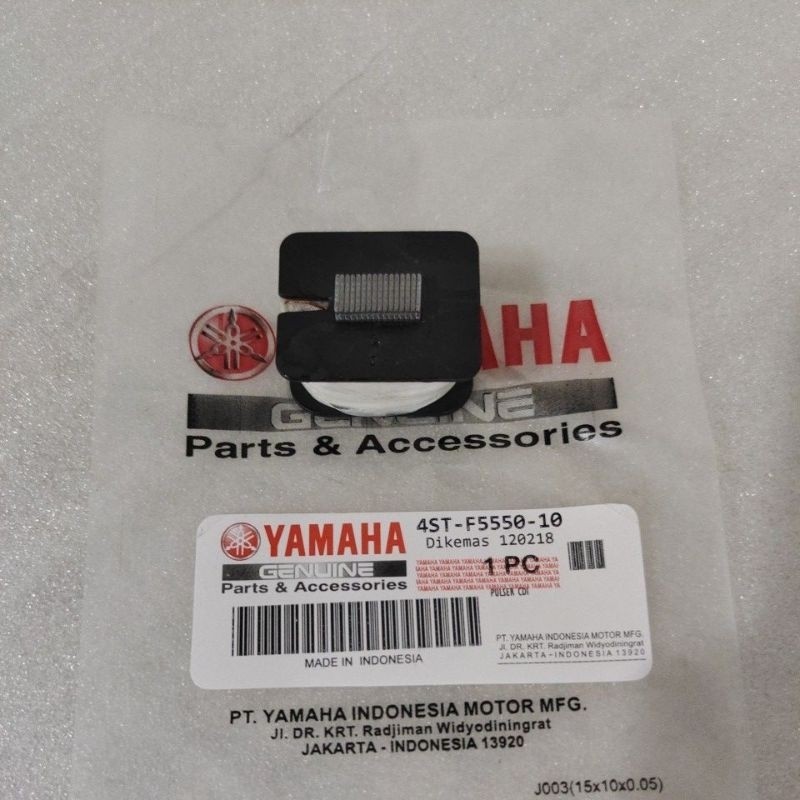 YAMAHA
GENUINE
Parts & Accessories
YAMAHA
GENUINE
Parts & Accessories
4ST-F5550-10
Dikemas 120218
1 PC
PULSER CDI
MADE IN INDONESIA
PT. YAMAHA INDONESIA MOTOR MFG.
Jl. DR. KRT. Radjiman Widyodiningrat
JAKARTA - INDONESIA 13920
PT. YAMAHA INDONESIA MOTOR MFG.
Jl. DR. KRT. Radjiman Widyodiningrat
JAKARTA - INDONESIA 13920
J003(15x10x0.05)